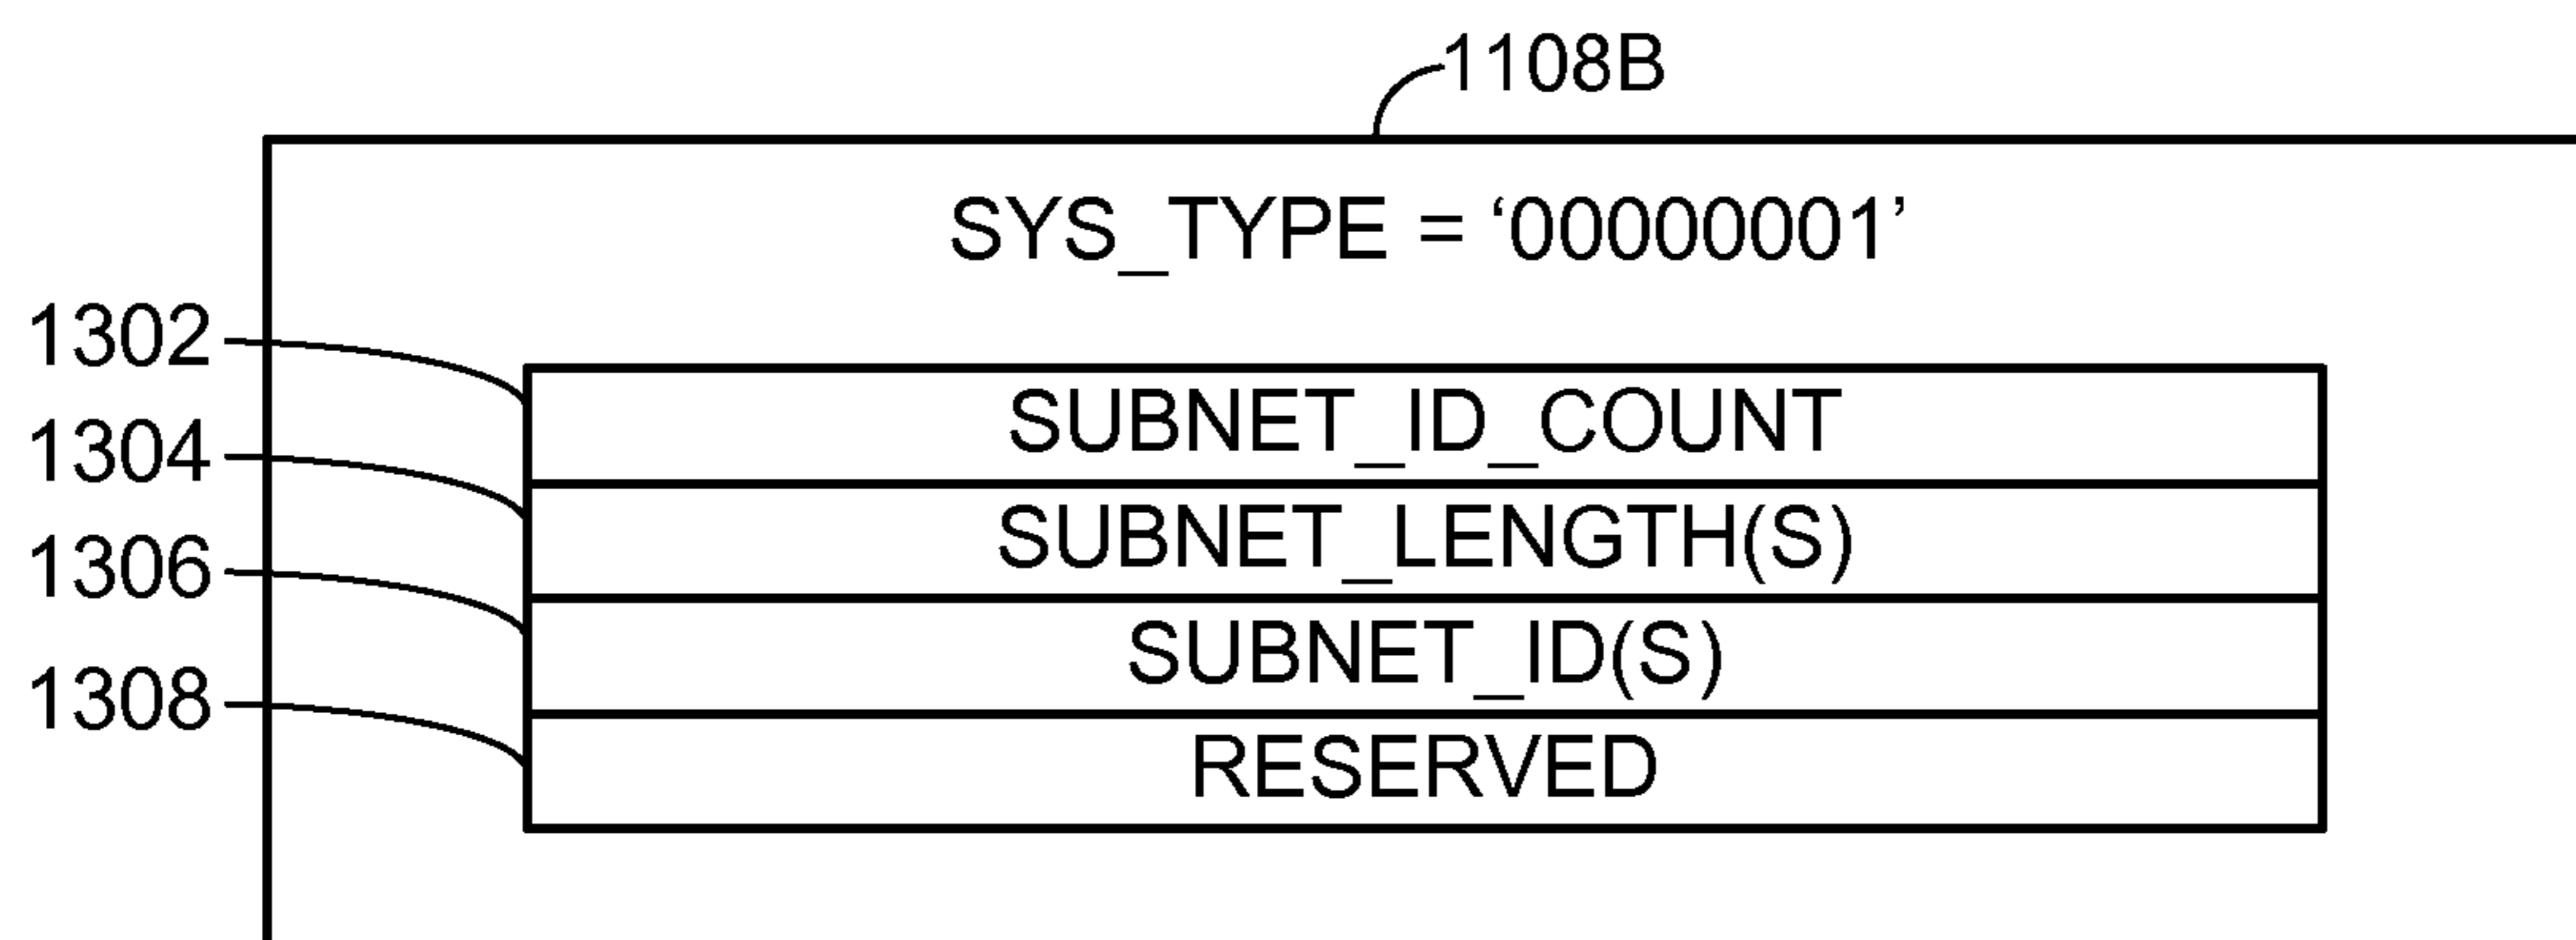 1108B
SYS_TYPE = ‘00000001’
1302
SUBNET_ID_COUNT
1304
SUBNET_LENGTH(S)
1306
SUBNET_ID(S)
1308
RESERVED